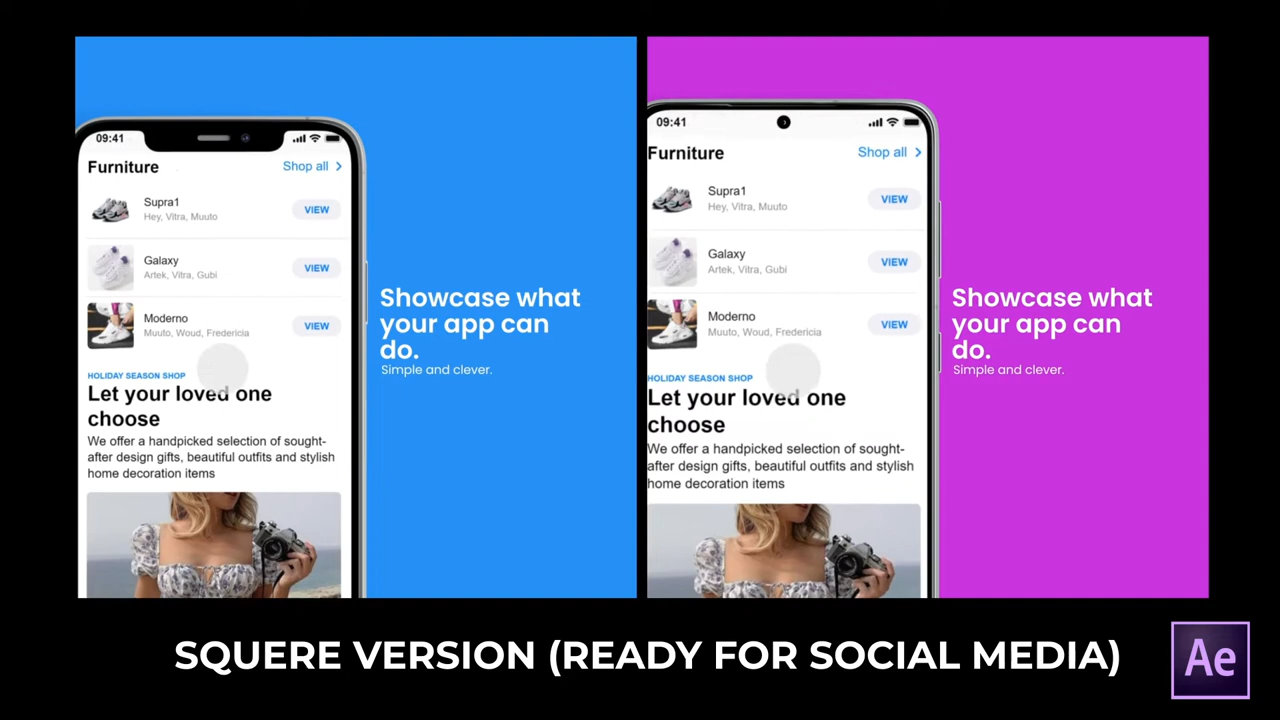 09:41
Furniture
Shop all
Supra1
Hey, Vitra, Muuto
VIEW
Galaxy
Artek, Vitra, Gubi
VIEW
Moderno
Muuto, Woud, Fredericia
VIEW
HOLIDAY SEASON SHOP
Let your loved one
choose
We offer a handpicked selection of sought-
after design gifts, beautiful outfits and stylish
home decoration items
Showcase what
your app can
do.
Simple and clever.
09:41
Furniture
Shop all
Supra1
Hey, Vitra, Muuto
VIEW
Galaxy
Artek, Vitra, Gubi
VIEW
Moderno
Muuto, Woud, Fredericia
VIEW
HOLIDAY SEASON SHOP
Let your loved one
choose
We offer a handpicked selection of sought-
after design gifts, beautiful outfits and stylish
home decoration items
Showcase what
your app can
do.
Simple and clever.
SQUERE VERSION (READY FOR SOCIAL MEDIA)
Ae